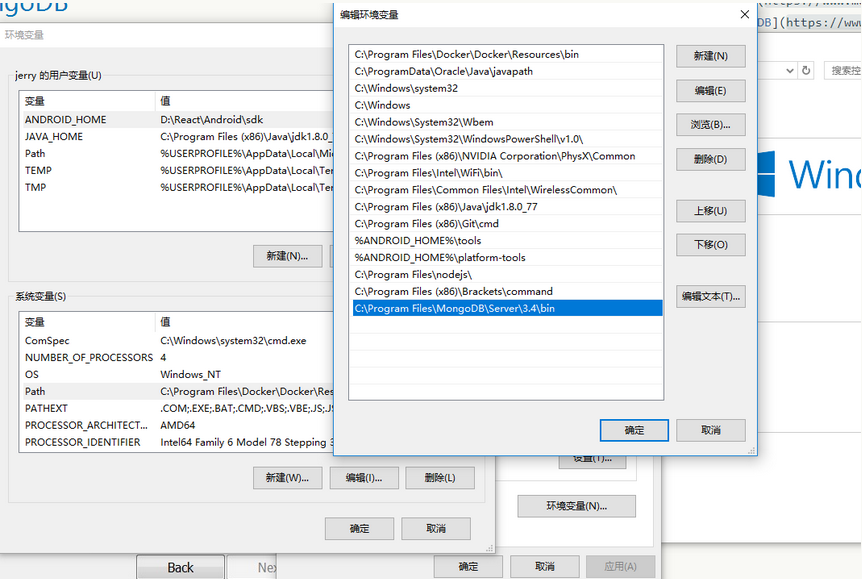 ngoDB
环境变量
jerry 的用户变量(U)
变量 值
ANDROID_HOME D:\React\Android\sdk
JAVA_HOME C:\Program Files (x86)\Java\jdk1.8.0_
Path %USERPROFILE%\AppData\Local\Mi
TEMP %USERPROFILE%\AppData\Local\Ter
TMP %USERPROFILE%\AppData\Local\Ter
新建(N)...
系统变量(S)
变量 值
ComSpec C:\Windows\system32\cmd.exe
NUMBER_OF_PROCESSORS 4
OS Windows_NT
Path C:\Program Files\Docker\Docker\Res
PATHEXT .COM;.EXE;.BAT;.CMD;.VBS;.VBE;.JS;.JS
PROCESSOR_ARCHITECT... AMD64
PROCESSOR_IDENTIFIER Intel64 Family 6 Model 78 Stepping 3
新建(W)... 编辑(I)... 删除(L)
确定 取消
编辑环境变量
C:\Program Files\Docker\Docker\Resources\bin
C:\ProgramData\Oracle\Java\javapath
C:\Windows\system32
C:\Windows
C:\Windows\System32\Wbem
C:\Windows\System32\WindowsPowerShell\v1.0\
C:\Program Files (x86)\NVIDIA Corporation\PhysX\Common
C:\Program Files\Intel\WiFi\bin\
C:\Program Files\Common Files\Intel\WirelessCommon\
C:\Program Files (x86)\Java\jdk1.8.0_77
C:\Program Files (x86)\Git\cmd
%ANDROID_HOME%\tools
%ANDROID_HOME%\platform-tools
C:\Program Files\nodejs\
C:\Program Files (x86)\Brackets\command
C:\Program Files\MongoDB\Server\3.4\bin
新建(N)
编辑(E)
浏览(B)...
删除(D)
上移(U)
下移(O)
编辑文本(T)...
确定 取消
DB](https://www
搜索控
Wind
设置(T)...
环境变量(N)...
确定 取消 应用(A)
Back Nex